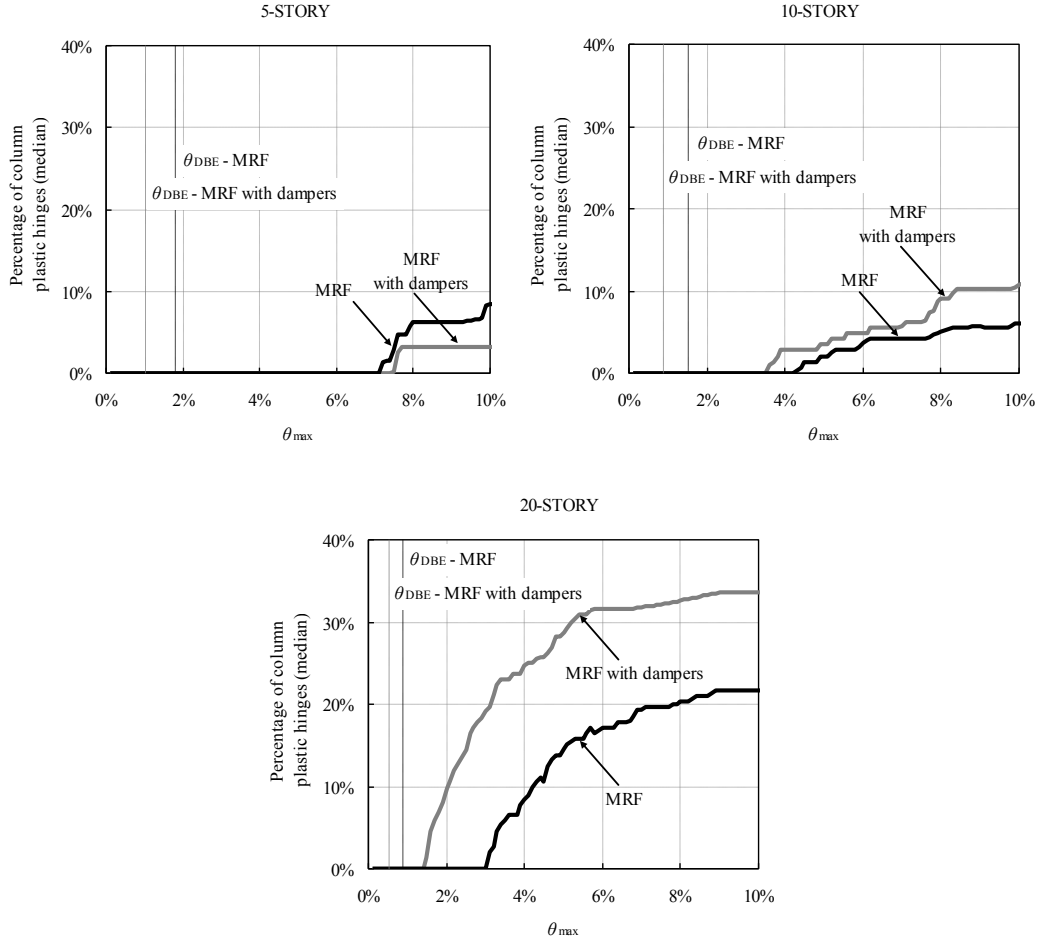 5-STORY
Percentage of column
plastic hinges (median)
40%
30%
20%
10%
0%
θDBE - MRF
θDBE - MRF with dampers
MRF
MRF
with dampers
0%
2%
4%
6%
8%
10%
θmax
10-STORY
Percentage of column
plastic hinges (median)
40%
30%
20%
10%
0%
θDBE - MRF
θDBE - MRF with dampers
MRF
with dampers
MRF
0%
2%
4%
6%
8%
10%
θmax
20-STORY
Percentage of column
plastic hinges (median)
40%
30%
20%
10%
0%
θDBE - MRF
θDBE - MRF with dampers
MRF with dampers
MRF
0%
2%
4%
6%
8%
10%
θmax